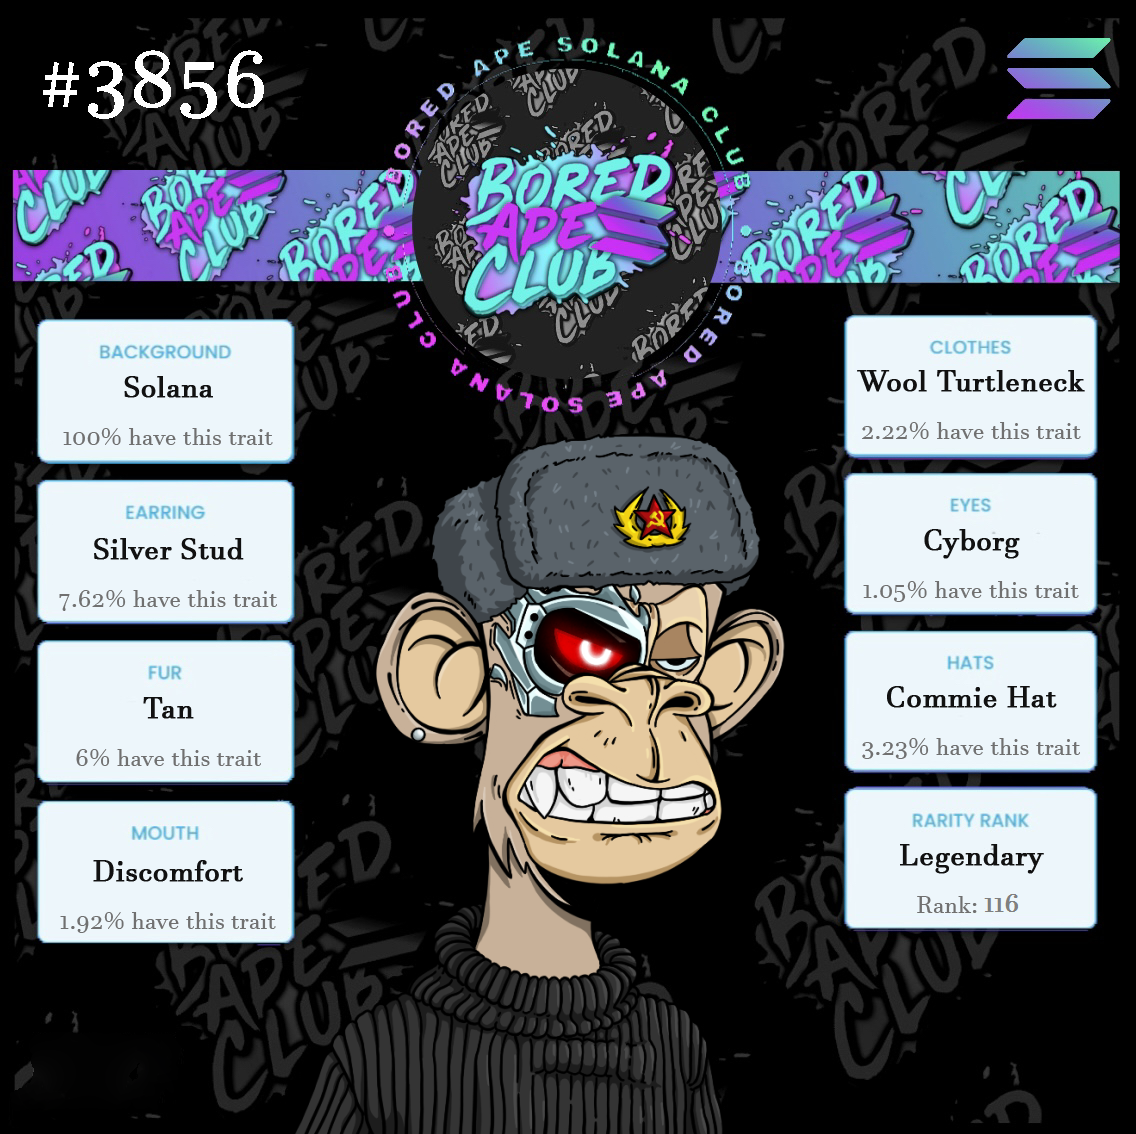 #3856
BORED APE SOLANA CLUB
BORED APE SOLANA CLUB
BORED
APE
CLUB
BACKGROUND
Solana
100% have this trait
EARRING
Silver Stud
7.62% have this trait
FUR
Tan
6% have this trait
MOUTH
Discomfort
1.92% have this trait
CLOTHES
Wool Turtleneck
2.22% have this trait
EYES
Cyborg
1.05% have this trait
HATS
Commie Hat
3.23% have this trait
RARITY RANK
Legendary
Rank: 116